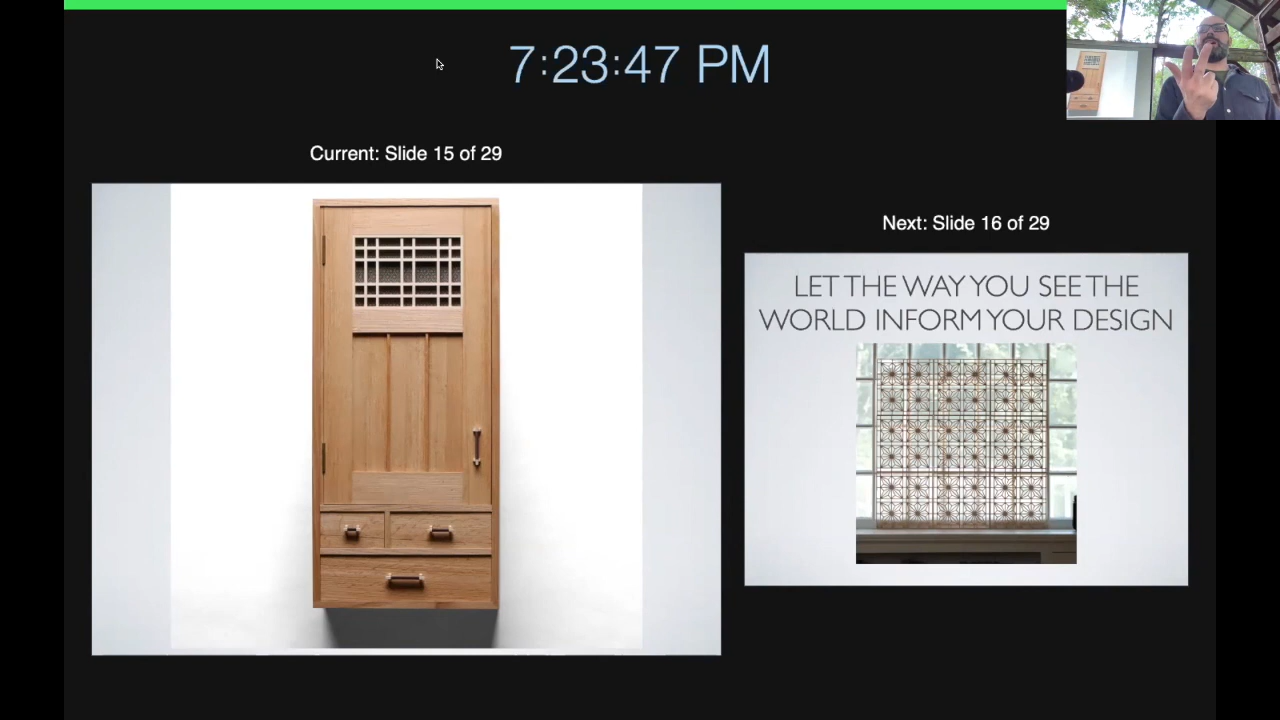 7:23:47 PM
Current: Slide 15 of 29
Next: Slide 16 of 29
LET THE WAY YOU SEE THE
WORLD INFORM YOUR DESIGN